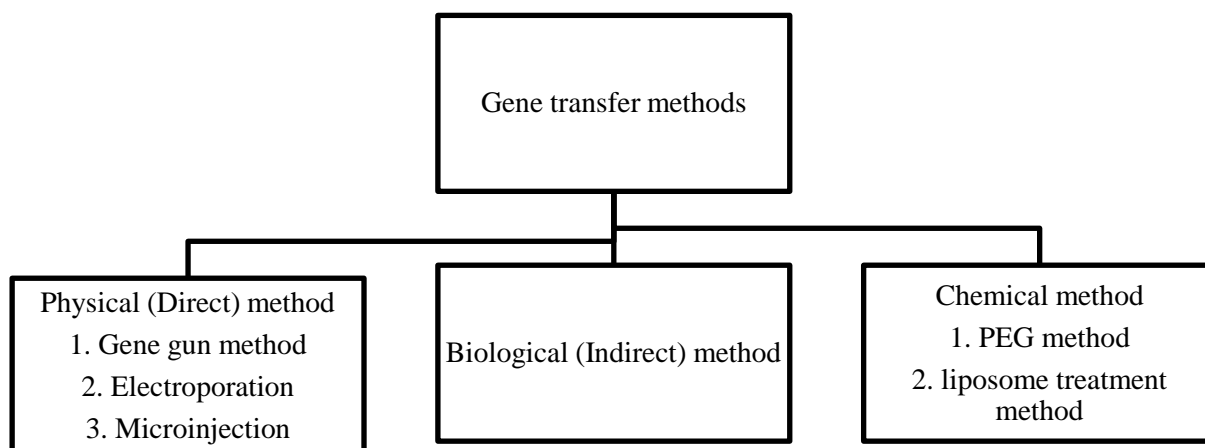 Gene transfer methods
Physical (Direct) method
1. Gene gun method
2. Electroporation
3. Microinjection
Biological (Indirect) method
Chemical method
1. PEG method
2. liposome treatment
method